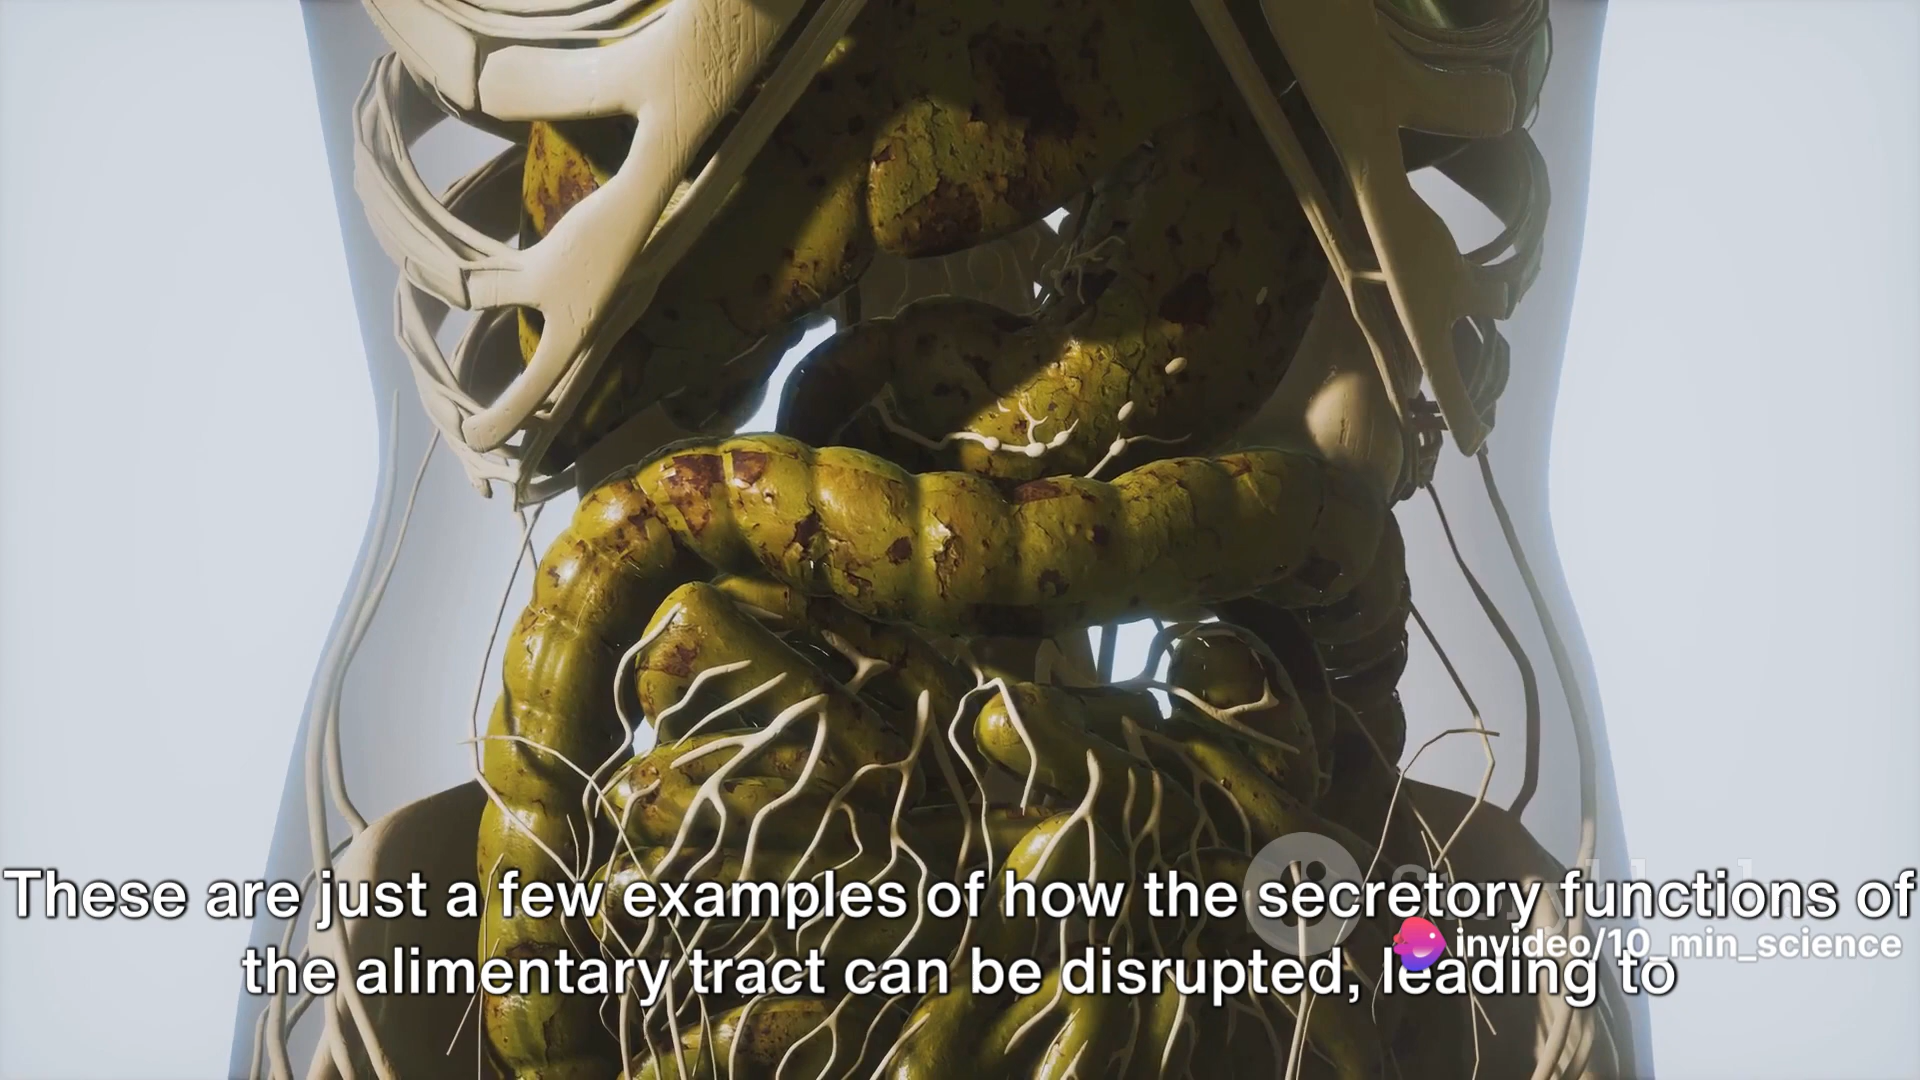 These are just a few examples of how the secretory functions of
invideo/10_min_science
the alimentary tract can be disrupted, leading to